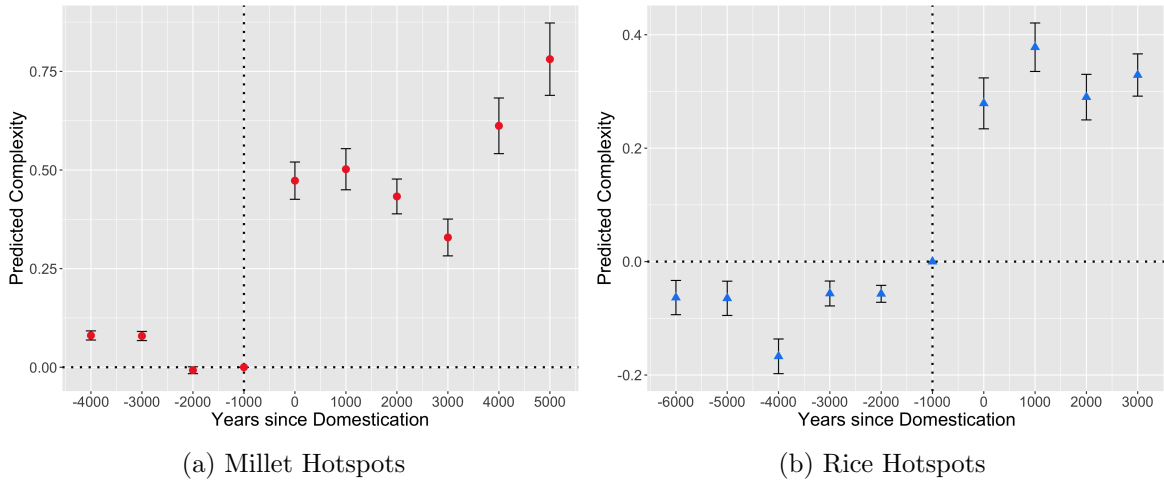 Predicted Complexity
0.75
0.50
0.25
0.00
-4000 -3000 -2000 -1000 0 1000 2000 3000 4000 5000
Years since Domestication
(a) Millet Hotspots
Predicted Complexity
0.4
0.2
0.0
-0.2
-6000 -5000 -4000 -3000 -2000 -1000 0 1000 2000 3000
Years since Domestication
(b) Rice Hotspots